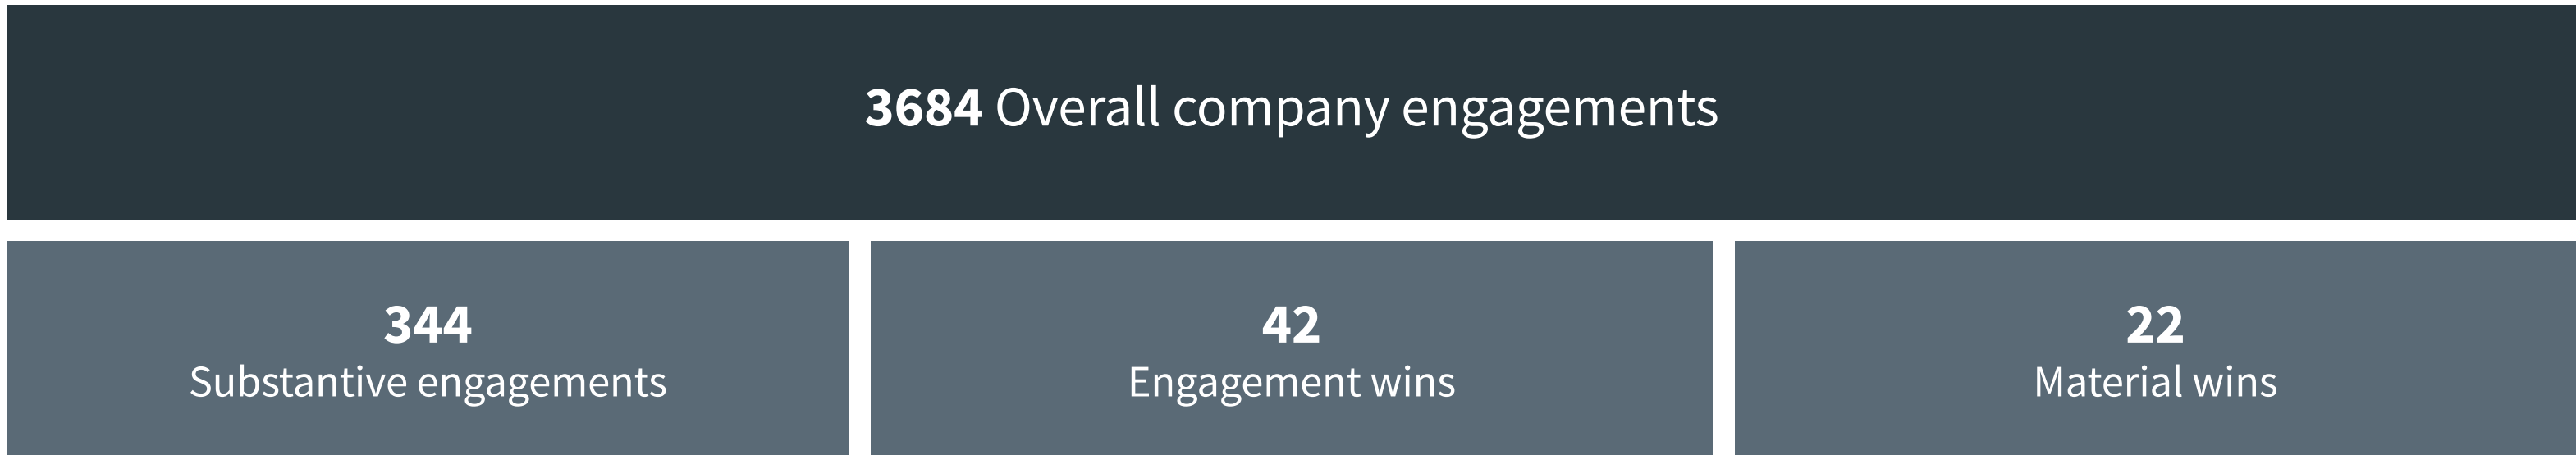 3684 Overall company engagements
344
Substantive engagements
42
Engagement wins
22
Material wins